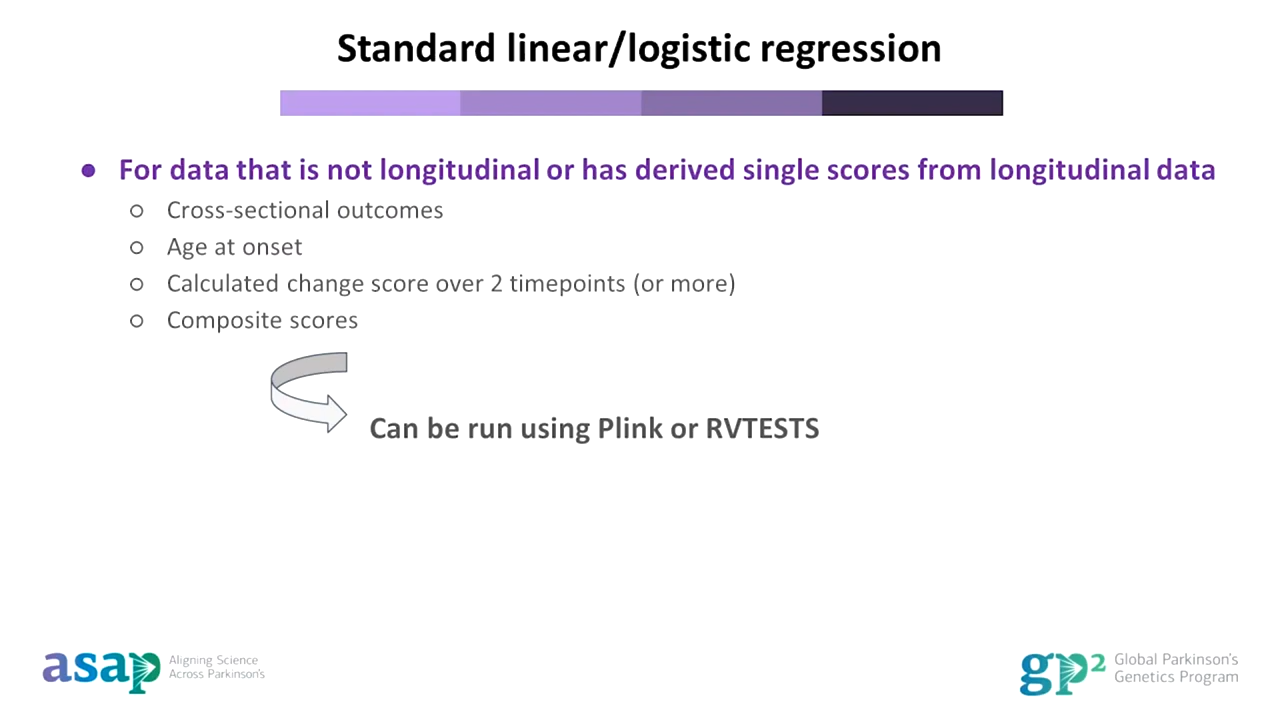 Standard linear/logistic regression
● For data that is not longitudinal or has derived single scores from longitudinal data
○ Cross-sectional outcomes
○ Age at onset
○ Calculated change score over 2 timepoints (or more)
○ Composite scores
Can be run using Plink or RVTESTS
asap
Aligning Science
Across Parkinson's
gp2
Global Parkinson's
Genetics Program